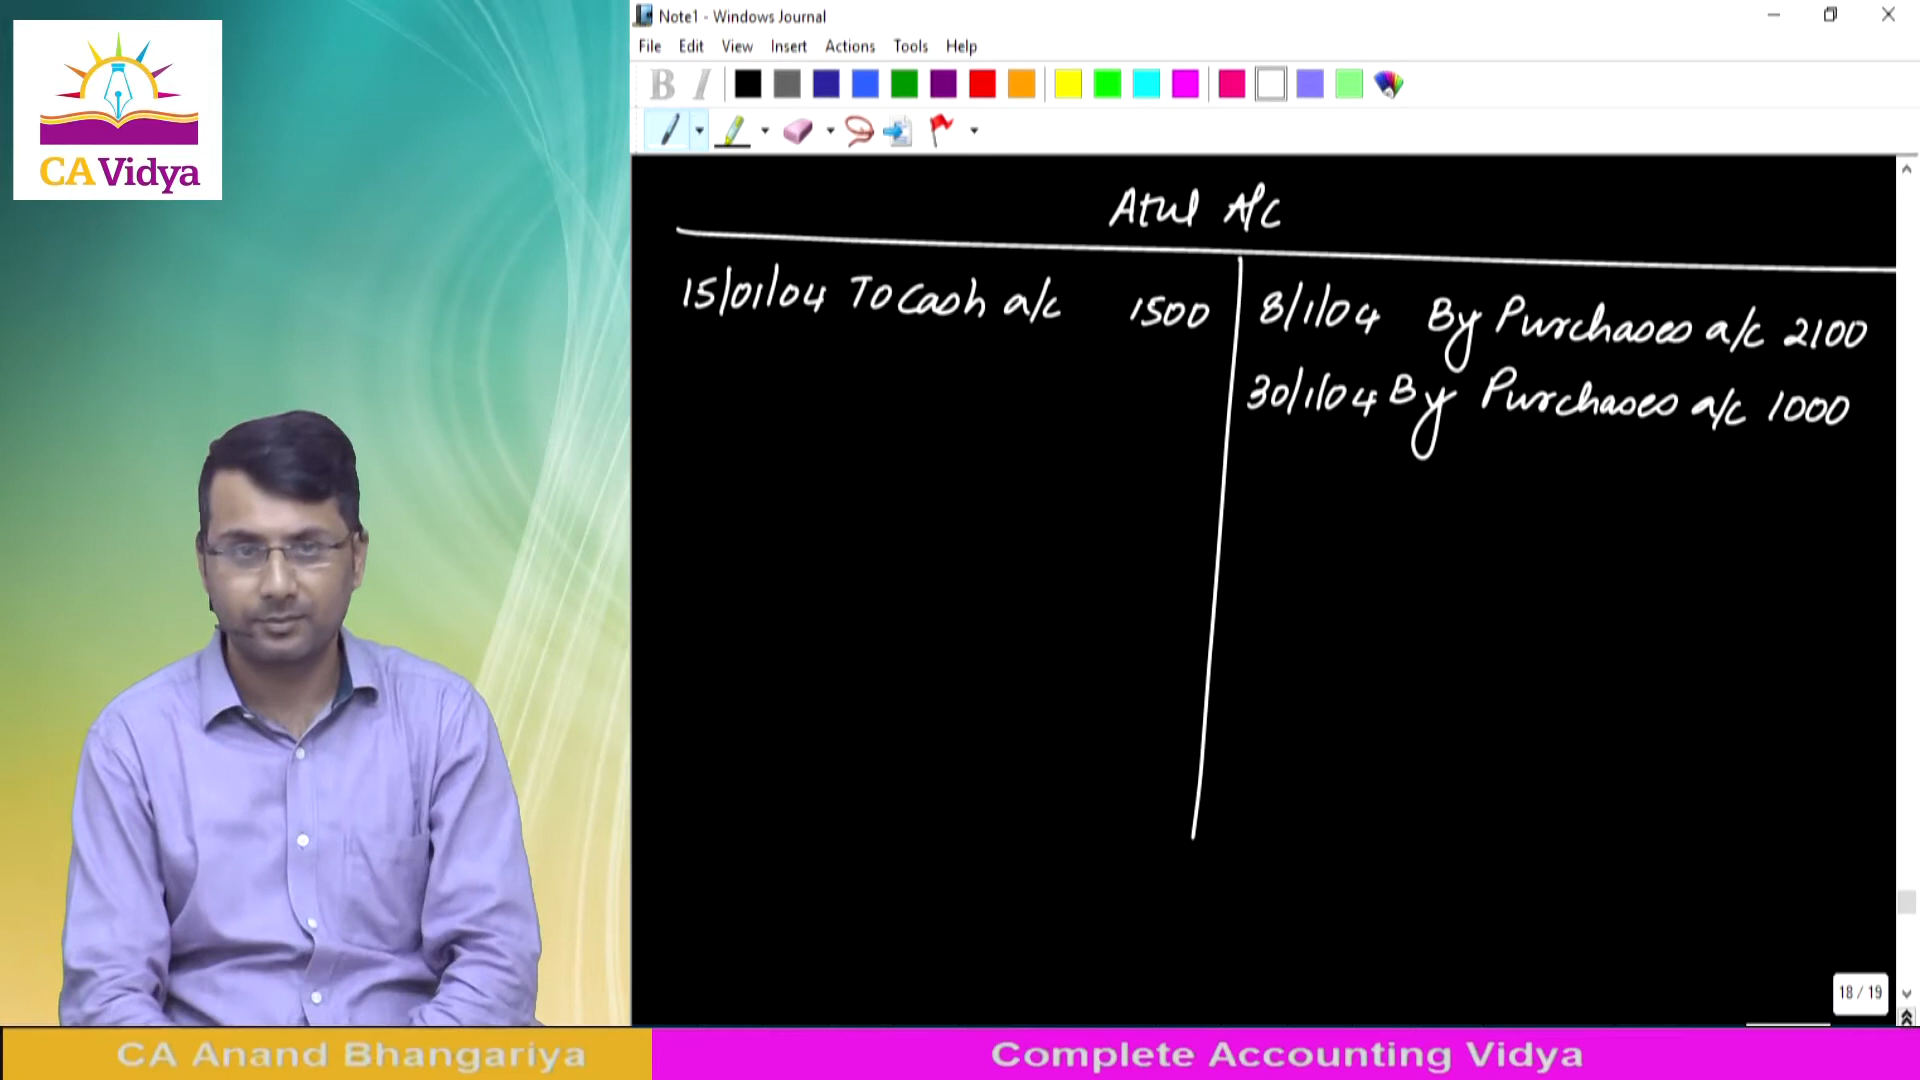 CA Vidya
Note1 - Windows Journal
File Edit View Insert Actions Tools Help
B I
Atul A/c
15/01/04 To Cash a/c 1500
8/1/04 By Purchases a/c 2100
30/1/04 By Purchases a/c 1000
18 / 19
CA Anand Bhangariya
Complete Accounting Vidya